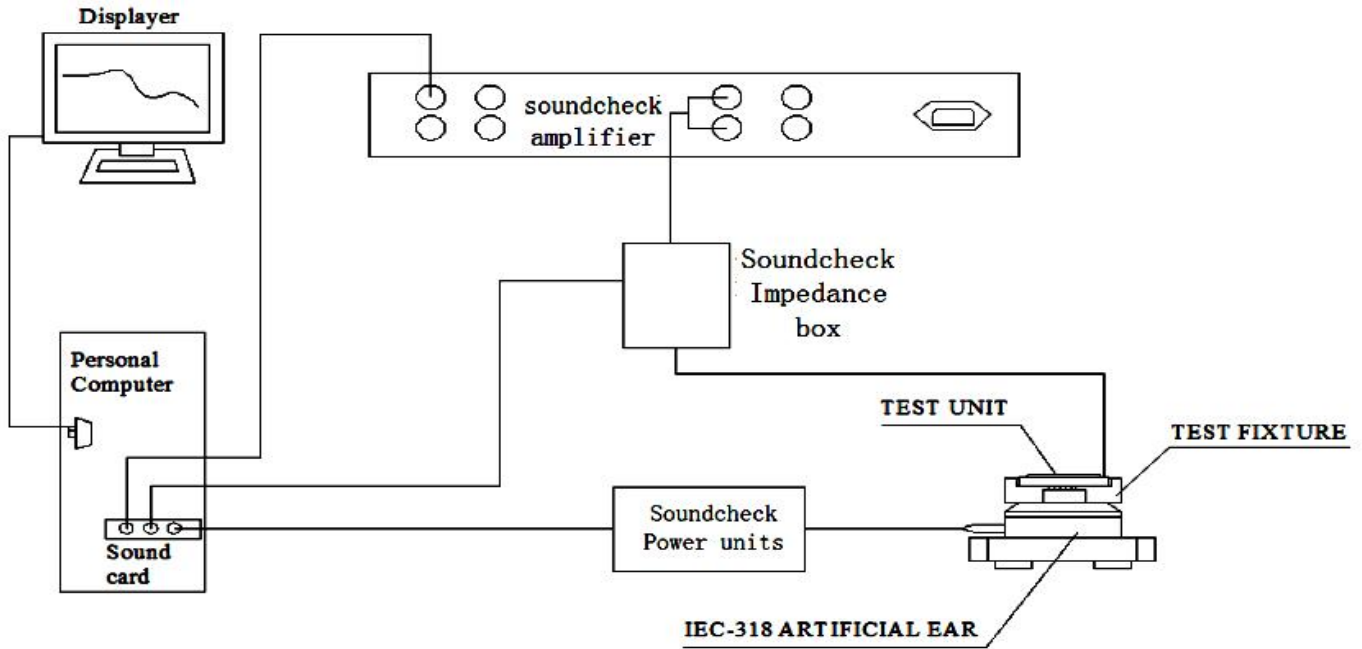 Displayer
soundcheck
amplifier
Soundcheck
Impedance
box
Personal
Computer
TEST UNIT
TEST FIXTURE
Soundcheck
Power units
Sound
card
IEC-318 ARTIFICIAL EAR